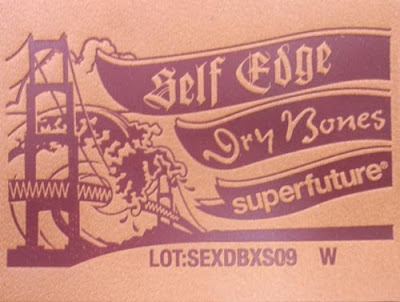 Self Edge
Dry Bones
superfuture®
LOT:SEXDBXS09 W